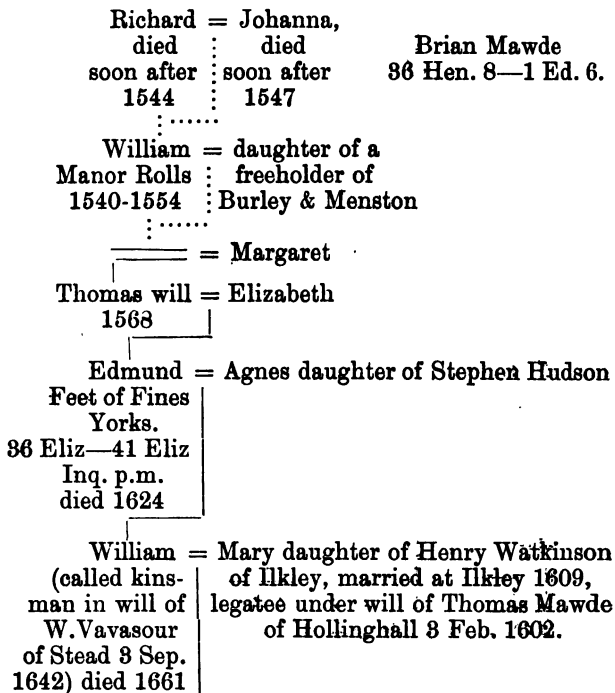 Richard = Johanna,
died died Brian Mawde
soon after soon after 36 Hen. 8—1 Ed. 6.
1544 1547
William = daughter of a
Manor Rolls freeholder of
1540-1554 Burley & Menston
= Margaret
Thomas will = Elizabeth
1568
Edmund = Agnes daughter of Stephen Hudson
Feet of Fines
Yorks.
36 Eliz—41 Eliz
Inq. p.m.
died 1624
William = Mary daughter of Henry Watkinson
(called kins- of Ilkley, married at Ilkley 1609,
man in will of legatee under will of Thomas Mawde
W.Vavasour of Hollinghall 3 Feb. 1602.
of Stead 3 Sep.
1642) died 1661